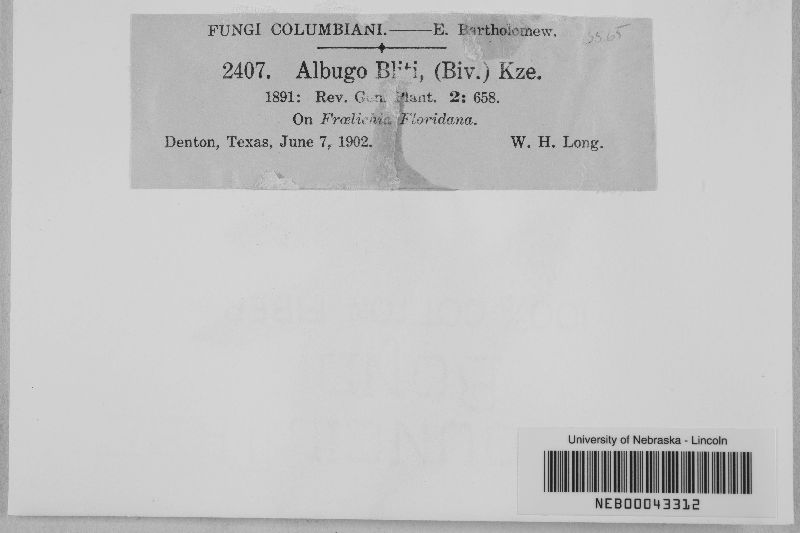 FUNGI COLUMBIANI.——E. Bartholomew.
2407. Albugo Bliti, (Biv.) Kze.
1891: Rev. Gen. Plant. 2: 658.
On Frœlichia Floridana.
Denton, Texas, June 7, 1902. W. H. Long.
University of Nebraska - Lincoln
NEB00043312